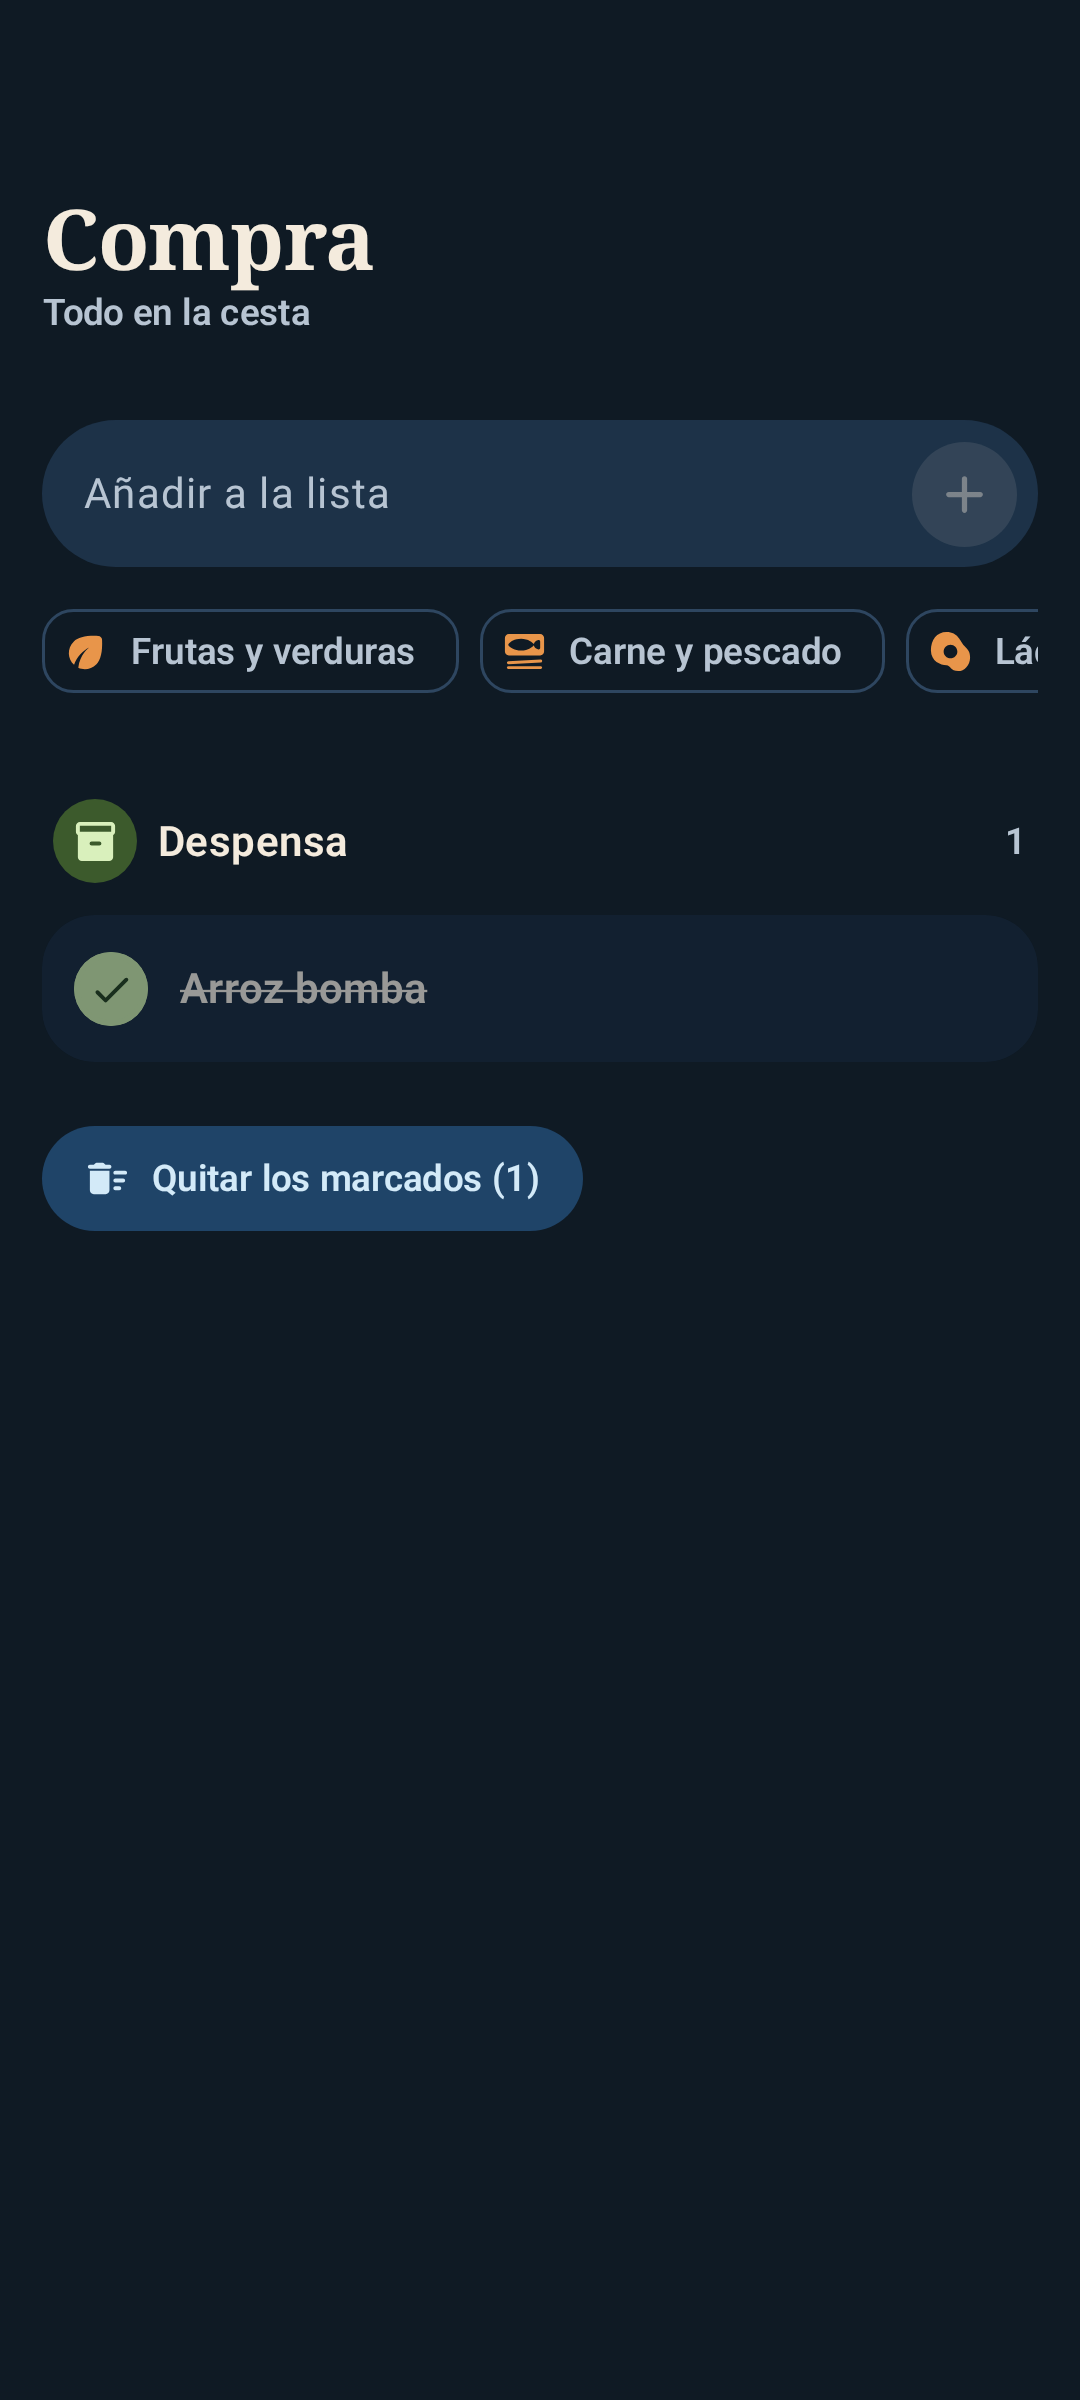 Compra
Todo en la cesta
Añadir a la lista
Frutas y verduras
Carne y pescado
Despensa
1
Arroz bomba
Quitar los marcados (1)